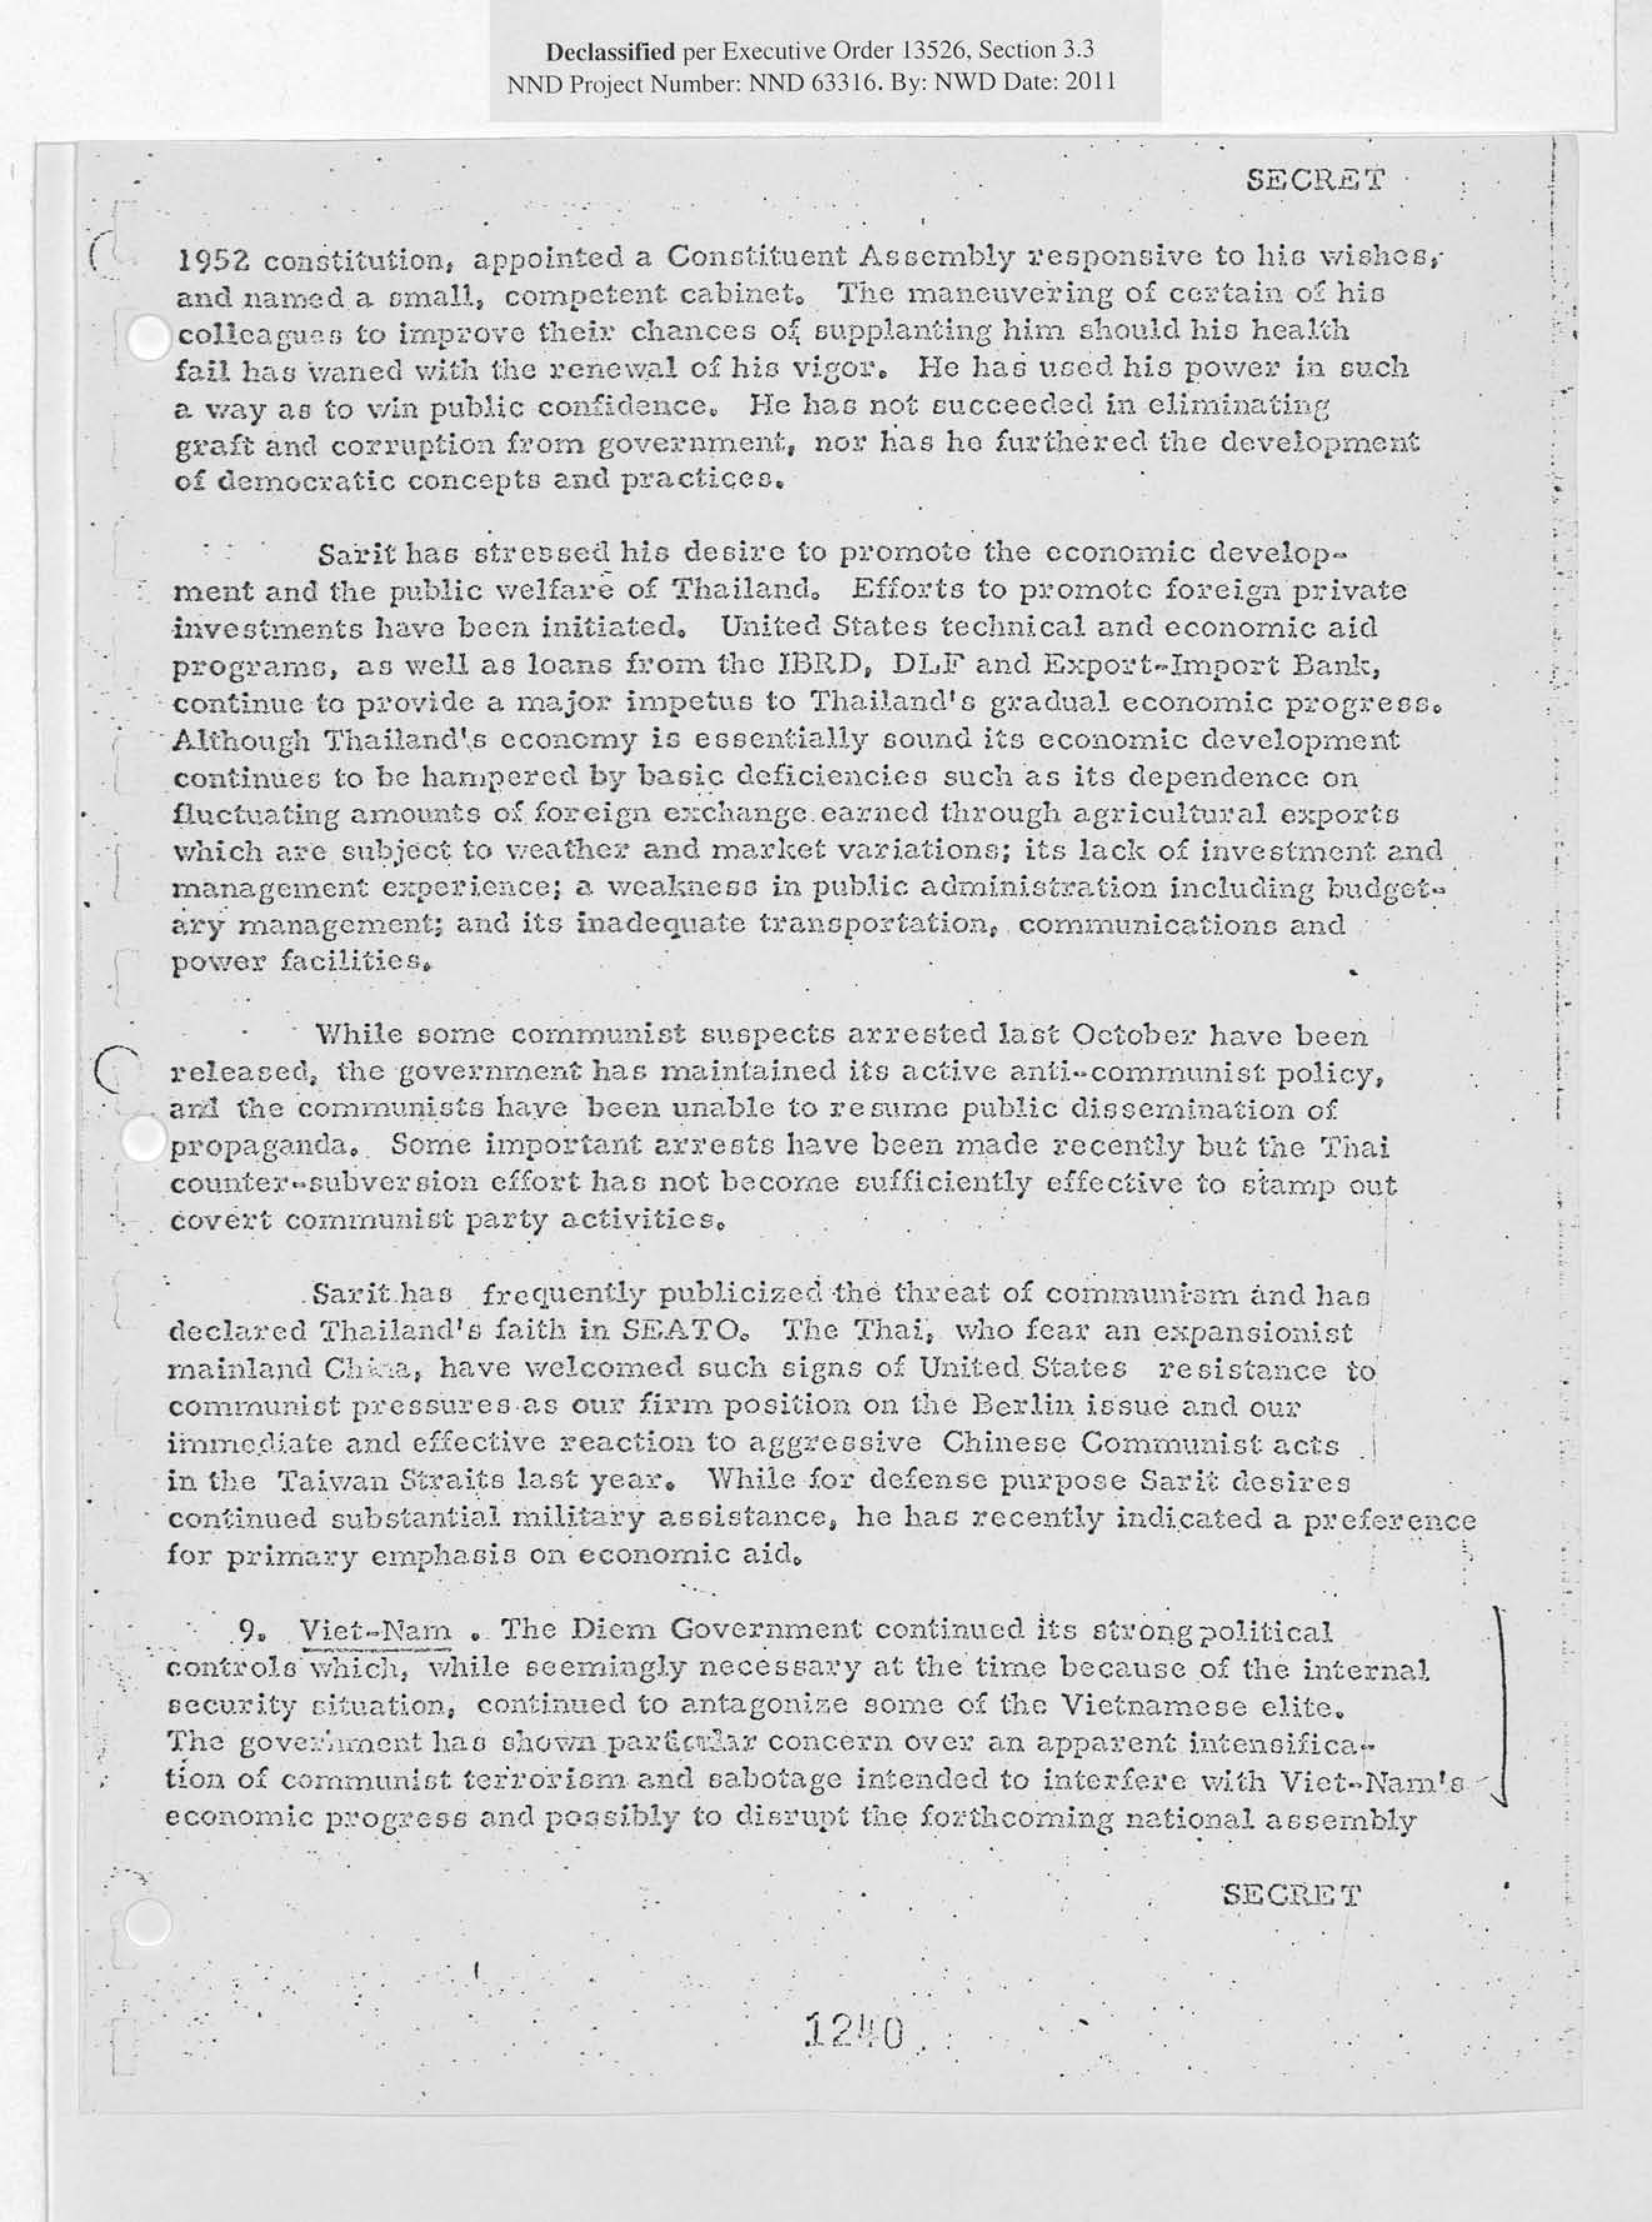 Declassified per Executive Order 13526, Section 3.3
NND Project Number: NND 63316. By: NWD Date: 2011
SECRET
1952 constitution, appointed a Constituent Assembly responsive to his wishes,
and named a small, competent cabinet. The maneuvering of certain of his
colleagues to improve their chances of supplanting him should his health
fail has waned with the renewal of his vigor. He has used his power in such
a way as to win public confidence. He has not succeeded in eliminating
graft and corruption from government, nor has he furthered the development
of democratic concepts and practices.
Sarit has stressed his desire to promote the economic develop-
ment and the public welfare of Thailand. Efforts to promote foreign private
investments have been initiated. United States technical and economic aid
programs, as well as loans from the IBRD, DLF and Export-Import Bank,
continue to provide a major impetus to Thailand's gradual economic progress.
Although Thailand's economy is essentially sound its economic development
continues to be hampered by basic deficiencies such as its dependence on
fluctuating amounts of foreign exchange earned through agricultural exports
which are subject to weather and market variations; its lack of investment and
management experience; a weakness in public administration including budget-
ary management; and its inadequate transportation, communications and
power facilities.
While some communist suspects arrested last October have been
released, the government has maintained its active anti-communist policy,
and the communists have been unable to resume public dissemination of
propaganda. Some important arrests have been made recently but the Thai
counter-subversion effort has not become sufficiently effective to stamp out
covert communist party activities.
Sarit has frequently publicized the threat of communism and has
declared Thailand's faith in SEATO. The Thai, who fear an expansionist
mainland China, have welcomed such signs of United States resistance to
communist pressures as our firm position on the Berlin issue and our
immediate and effective reaction to aggressive Chinese Communist acts
in the Taiwan Straits last year. While for defense purpose Sarit desires
continued substantial military assistance, he has recently indicated a preference
for primary emphasis on economic aid.
9. Viet-Nam . The Diem Government continued its strong political
controls which, while seemingly necessary at the time because of the internal
security situation, continued to antagonize some of the Vietnamese elite.
The government has shown particular concern over an apparent intensifica-
tion of communist terrorism and sabotage intended to interfere with Viet-Nam's
economic progress and possibly to disrupt the forthcoming national assembly
SECRET
1240